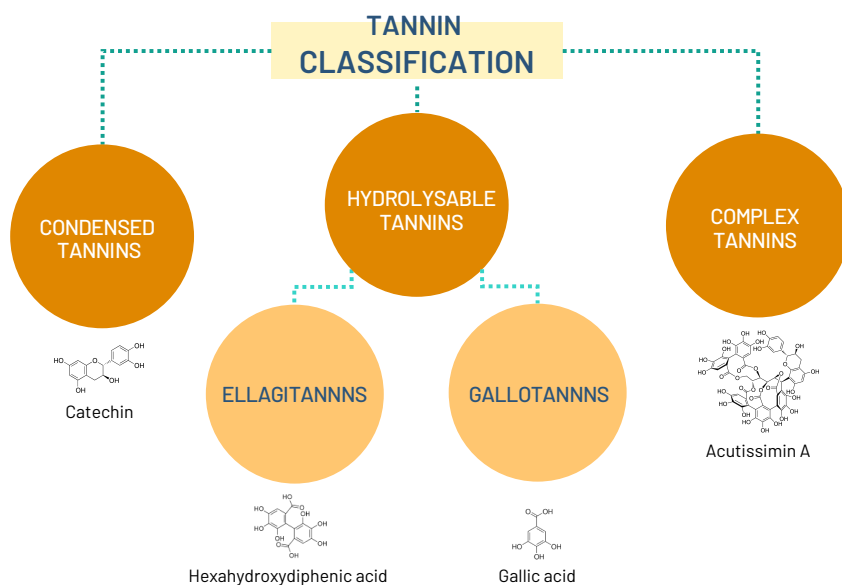 TANNIN
CLASSIFICATION
CONDENSED
TANNINS
HYDROLYSABLE
TANNINS
COMPLEX
TANNINS
ELLAGITANNNS
GALLOTANNNS
Catechin
Acutissimin A
Hexahydroxydiphenic acid
Gallic acid